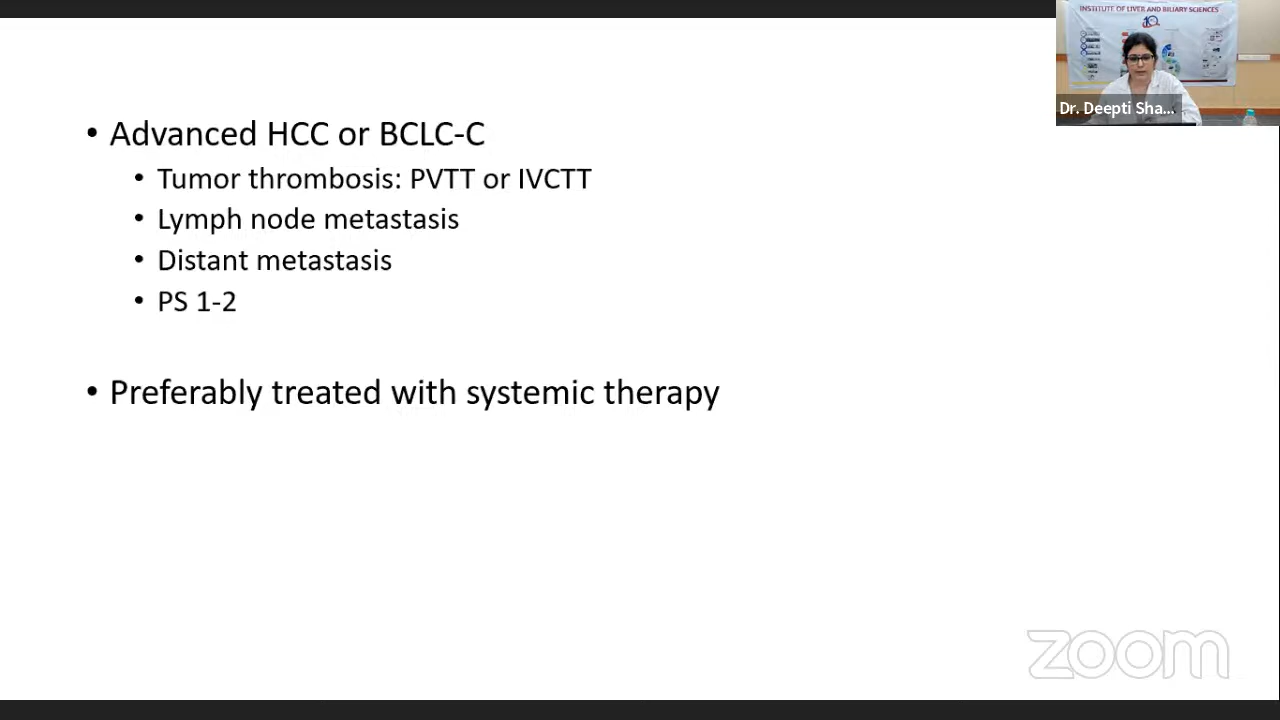 INSTITUTE OF LIVER AND BILIARY SCIENCES
Dr. Deepti Sha...
• Advanced HCC or BCLC-C
• Tumor thrombosis: PVTT or IVCTT
• Lymph node metastasis
• Distant metastasis
• PS 1-2
• Preferably treated with systemic therapy
zoom